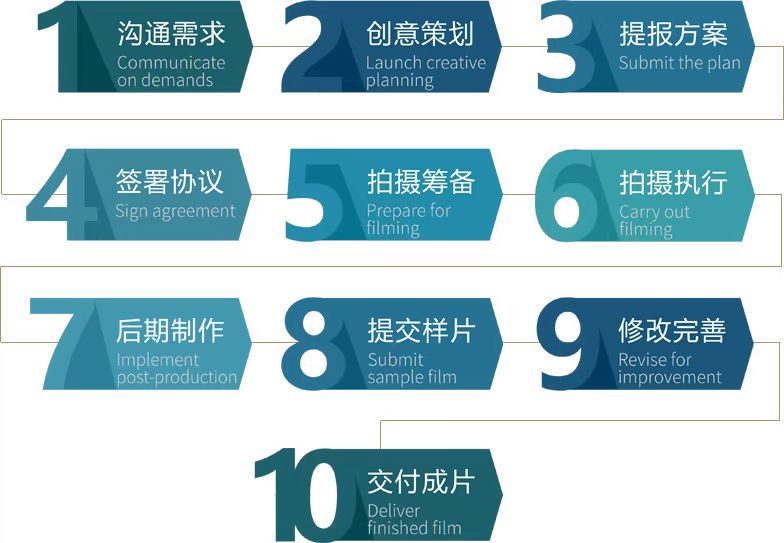 1
沟通需求
Communicate
on demands
2
创意策划
Launch creative
planning
3
提报方案
Submit the plan
4
签署协议
Sign agreement
5
拍摄筹备
Prepare for
filming
6
拍摄执行
Carry out
filming
7
后期制作
Implement
post-production
8
提交样片
Submit
sample film
9
修改完善
Revise for
improvement
10
交付成片
Deliver
finished film